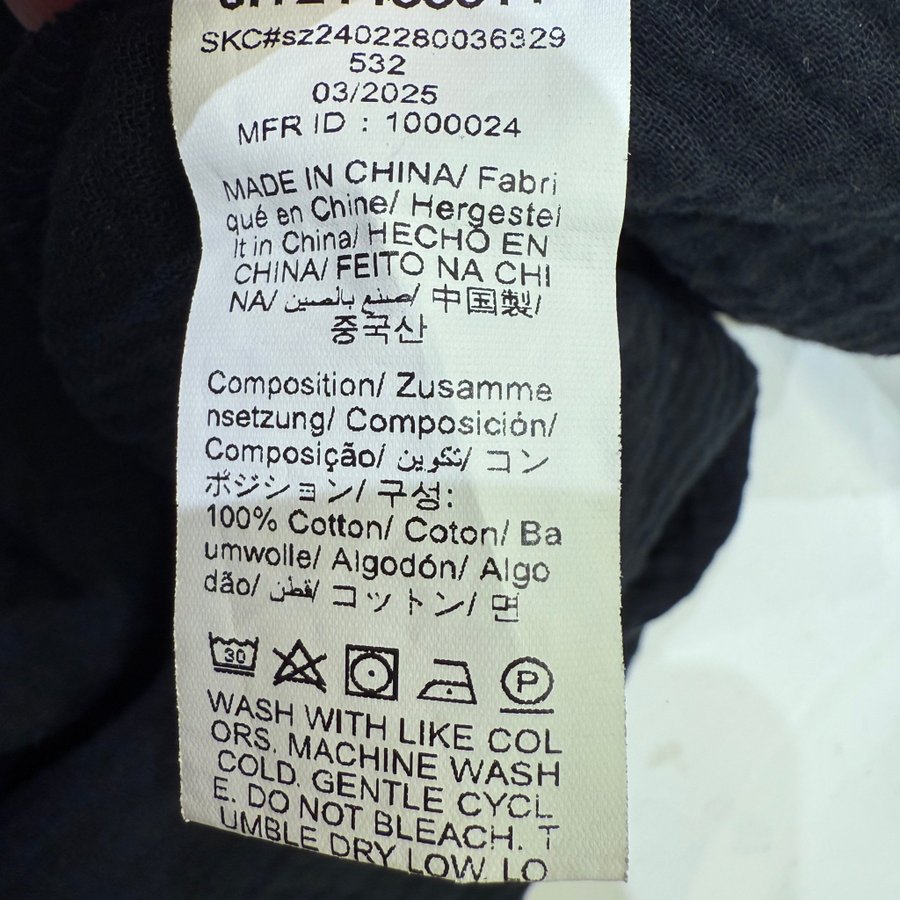 SKC#sz2402280036329
532
03/2025
MFR ID : 1000024
MADE IN CHINA/ Fabri
qué en Chine/ Hergestel
lt in China/ HECHO EN
CHINA/ FEITO NA CHI
NA/ صنع بالصين/ 中国製/
중국산
Composition/ Zusamme
nsetzung/ Composición/
Composição/ تكوين/ コン
ポジション/ 구성:
100% Cotton/ Coton/ Ba
umwolle/ Algodón/ Algo
dão/ قطن/ コットン/ 면
30
P
WASH WITH LIKE COL
ORS. MACHINE WASH
COLD. GENTLE CYCL
E. DO NOT BLEACH. T
UMBLE DRY LOW. LO